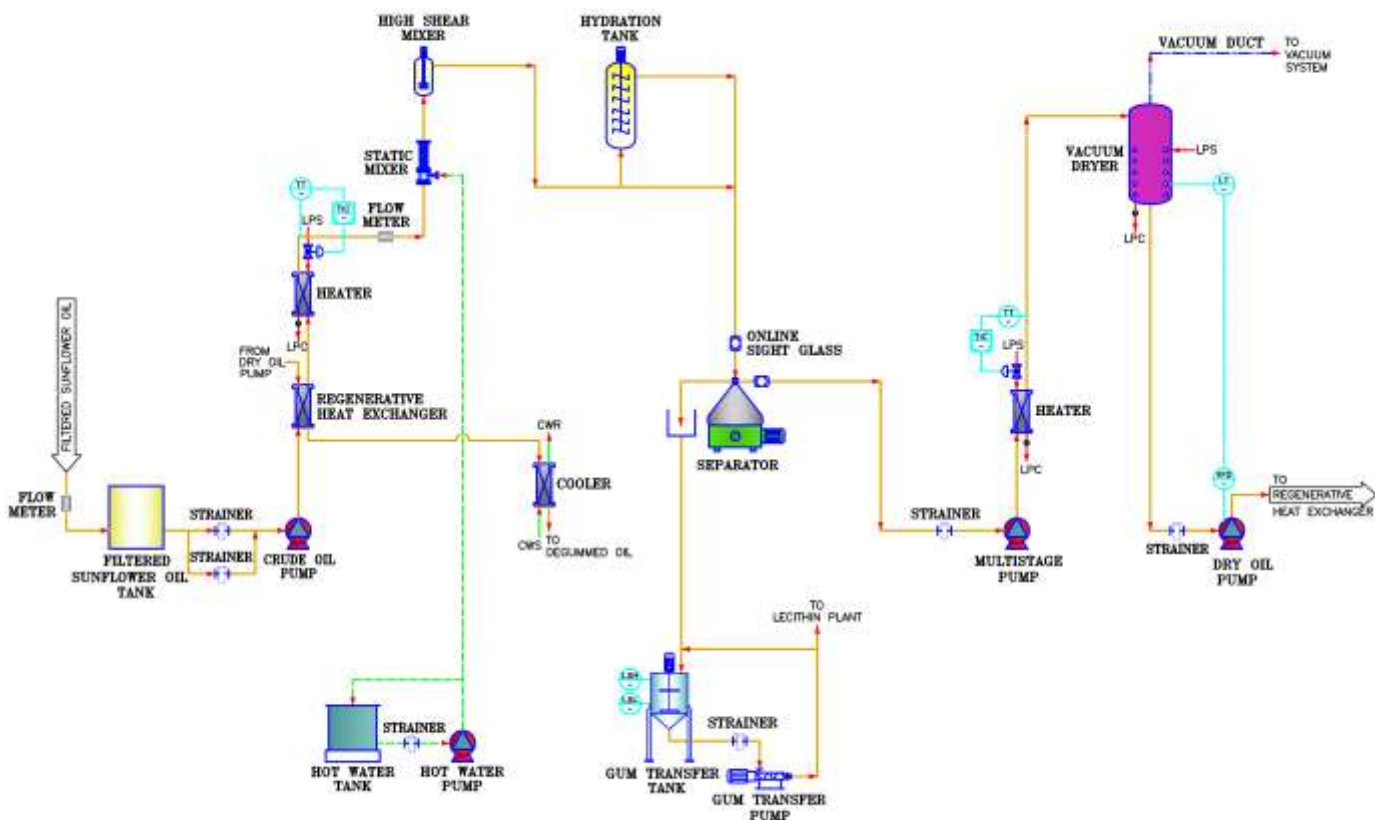 HIGH SHEAR
MIXER
HYDRATION
TANK
VACUUM DUCT
TO
VACUUM
SYSTEM
STATIC
MIXER
VACUUM
DRYER
LPS
TT
LT
FLOW
METER
LPS
LPC
HEATER
FILTERED SUNFLOWER OIL
LPC
FROM
DRY OIL
PUMP
ONLINE
SIGHT GLASS
TT
LPS
REGENERATIVE
HEAT EXCHANGER
HEATER
CWR
SEPARATOR
LPC
COOLER
FLOW
METER
STRAINER
STRAINER
CRUDE OIL
PUMP
FILTERED
SUNFLOWER OIL
TANK
CWS
TO
DEGUMMED OIL
STRAINER
MULTISTAGE
PUMP
STRAINER
DRY OIL
PUMP
TO
REGENERATIVE
HEAT EXCHANGER
TO
LECITHIN PLANT
STRAINER
HOT WATER
TANK
HOT WATER
PUMP
STRAINER
GUM TRANSFER
TANK
GUM TRANSFER
PUMP